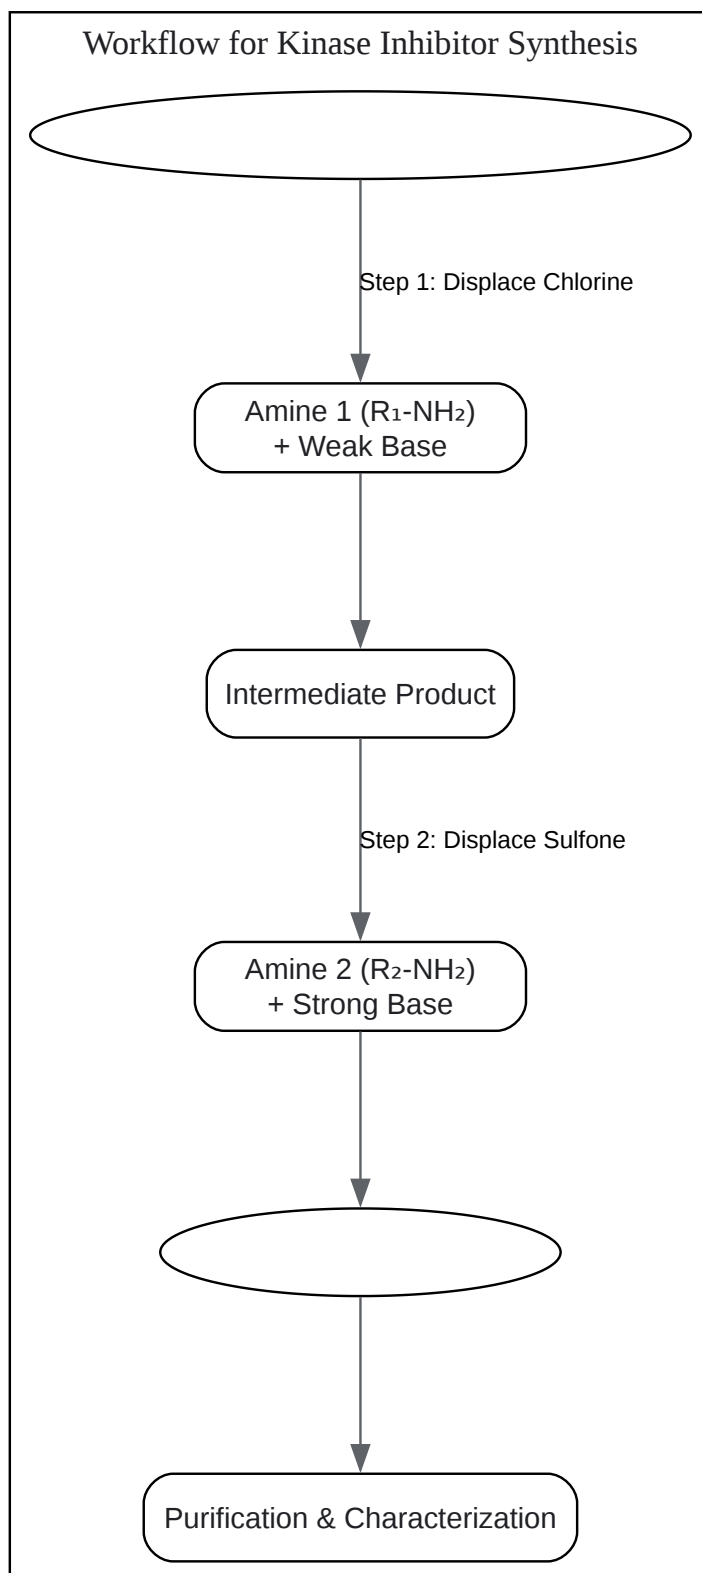 Workflow for Kinase Inhibitor Synthesis
Step 1: Displace Chlorine
Amine 1 (R₁-NH₂)
+ Weak Base
Intermediate Product
Step 2: Displace Sulfone
Amine 2 (R₂-NH₂)
+ Strong Base
Purification & Characterization